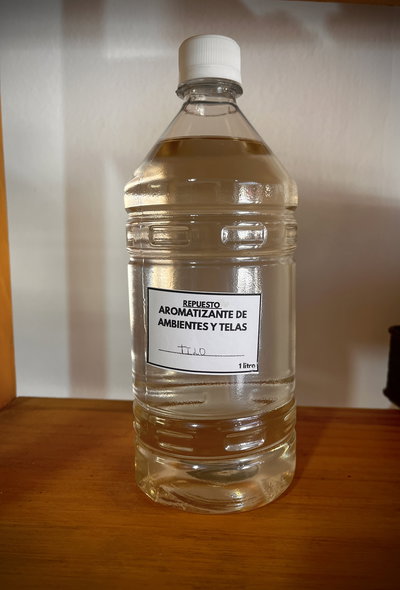 REPUESTO
AROMATIZANTE DE
AMBIENTES Y TELAS
TILO
1 litro